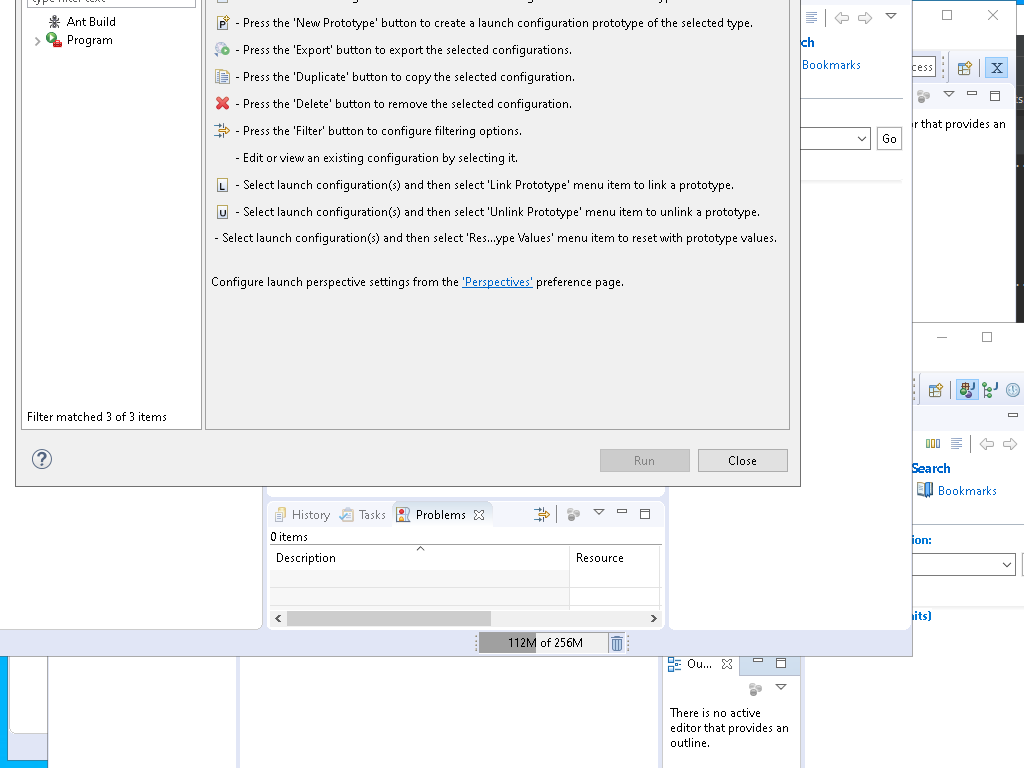 Ant Build
Program
- Press the 'New Prototype' button to create a launch configuration prototype of the selected type.
- Press the 'Export' button to export the selected configurations.
- Press the 'Duplicate' button to copy the selected configuration.
- Press the 'Delete' button to remove the selected configuration.
- Press the 'Filter' button to configure filtering options.
- Edit or view an existing configuration by selecting it.
- Select launch configuration(s) and then select 'Link Prototype' menu item to link a prototype.
- Select launch configuration(s) and then select 'Unlink Prototype' menu item to unlink a prototype.
- Select launch configuration(s) and then select 'Res...ype Values' menu item to reset with prototype values.
Configure launch perspective settings from the 'Perspectives' preference page.
Filter matched 3 of 3 items
Run
Close
ch
Bookmarks
Go
cess
r that provides an
Search
Bookmarks
ion:
its)
History
Tasks
Problems
0 items
Description
Resource
112M of 256M
Ou...
There is no active
editor that provides an
outline.